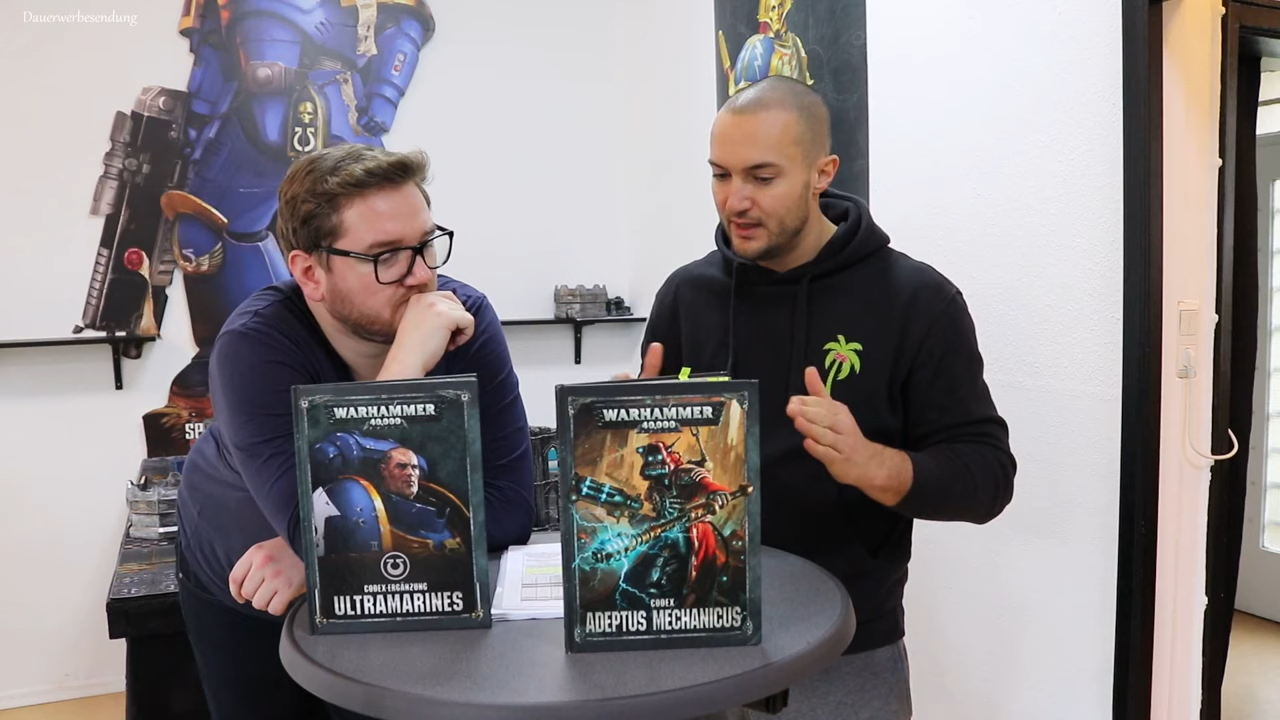 Dauerwerbesendung
WARHAMMER
40,000
CODEX-ERGÄNZUNG
ULTRAMARINES
WARHAMMER
40,000
CODEX
ADEPTUS MECHANICUS